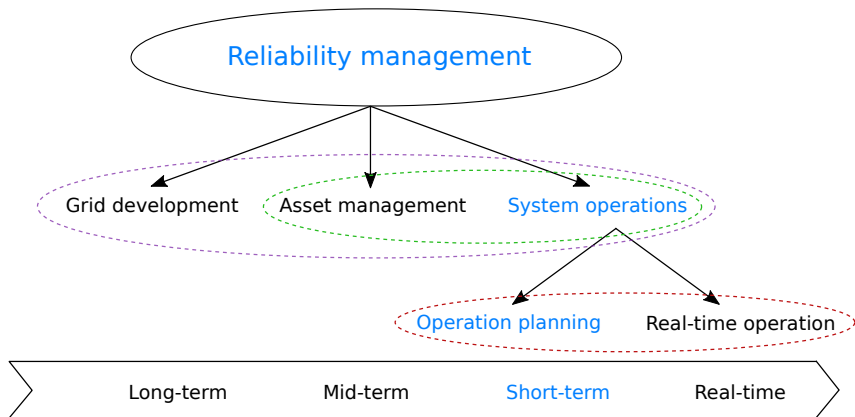 Reliability management
Grid development
Asset management
System operations
Operation planning
Real-time operation
Long-term
Mid-term
Short-term
Real-time